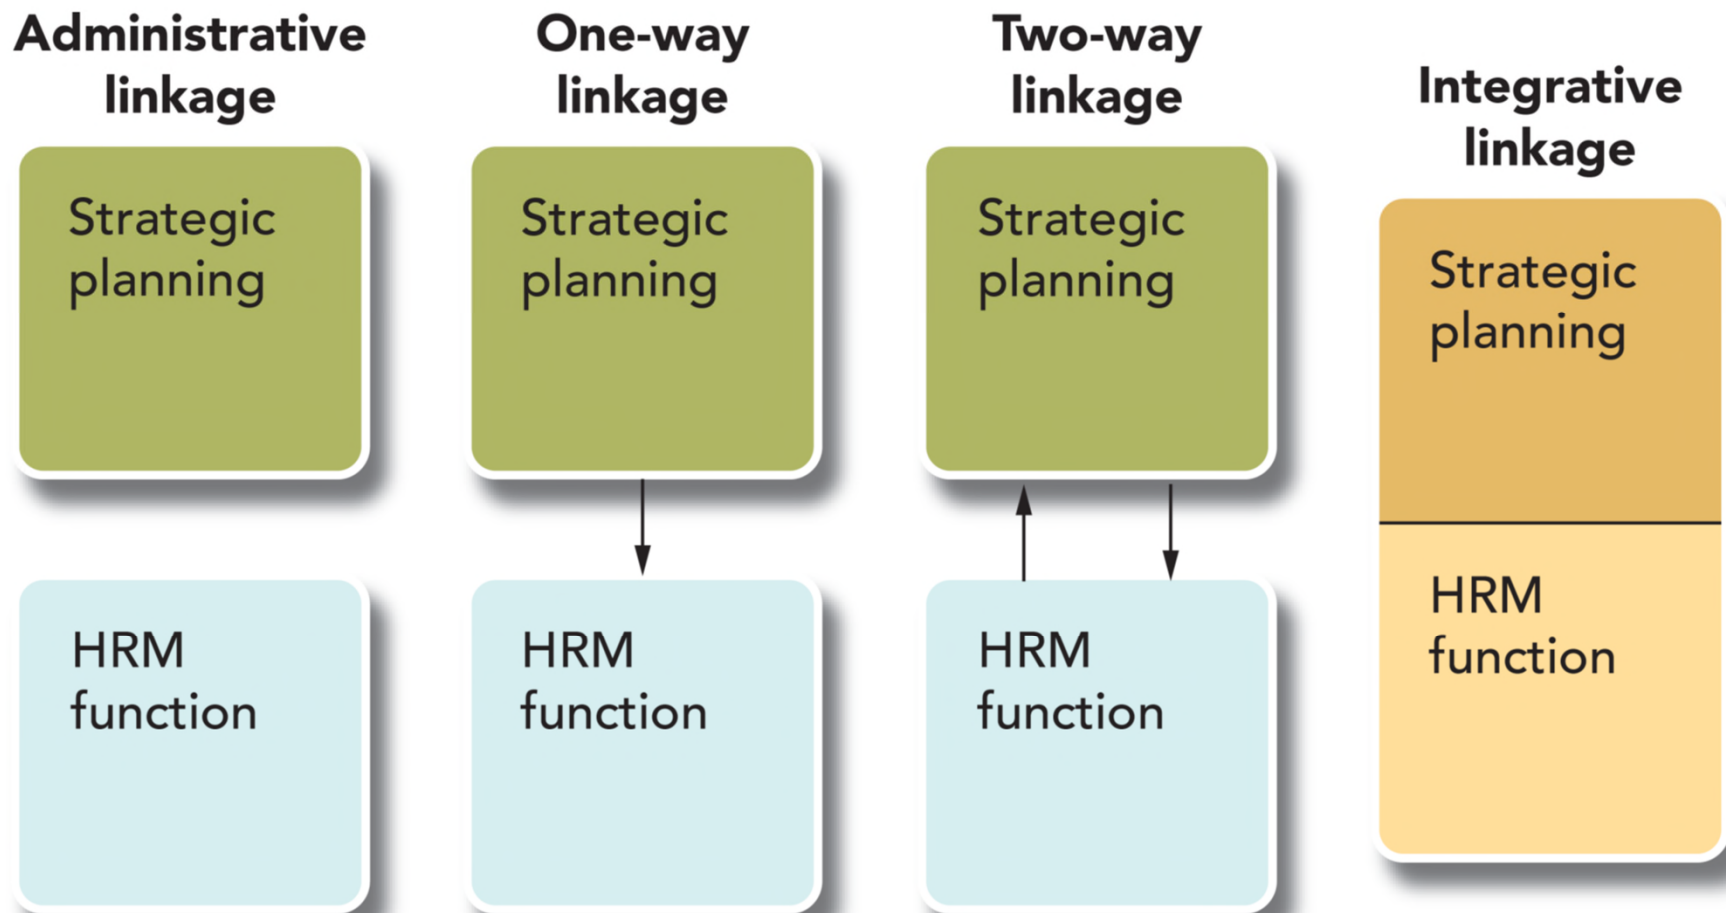 Administrative
linkage
Strategic
planning
HRM
function
One-way
linkage
Strategic
planning
HRM
function
Two-way
linkage
Strategic
planning
HRM
function
Integrative
linkage
Strategic
planning
HRM
function